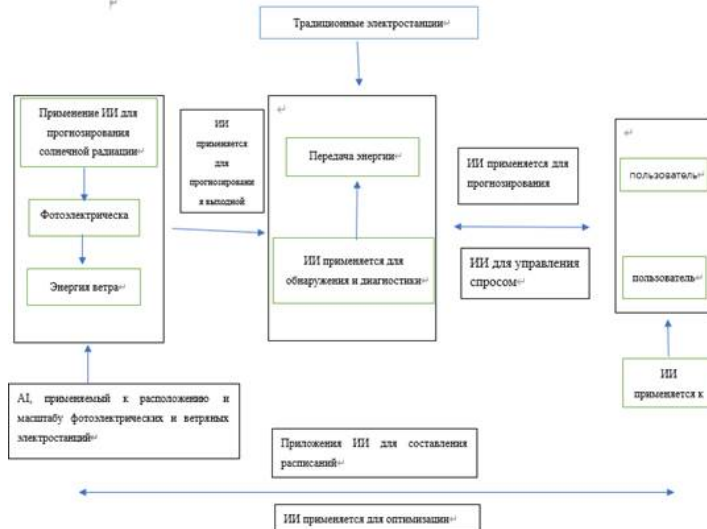 Традиционные электростанции
Применение ИИ для
прогнозирования
солнечной радиации
Фотоэлектрическа
Энергия ветра
ИИ
применяется
для
прогнозировани
я выходной
Передача энергии
ИИ применяется для
обнаружения и диагностики
ИИ применяется для
прогнозирования
ИИ для управления
спросом
пользователь
пользователь
ИИ
применяется к
AI, применяемый к расположению и
масштабу фотоэлектрических и ветряных
электростанций
Приложения ИИ для составления
расписаний
ИИ применяется для оптимизации